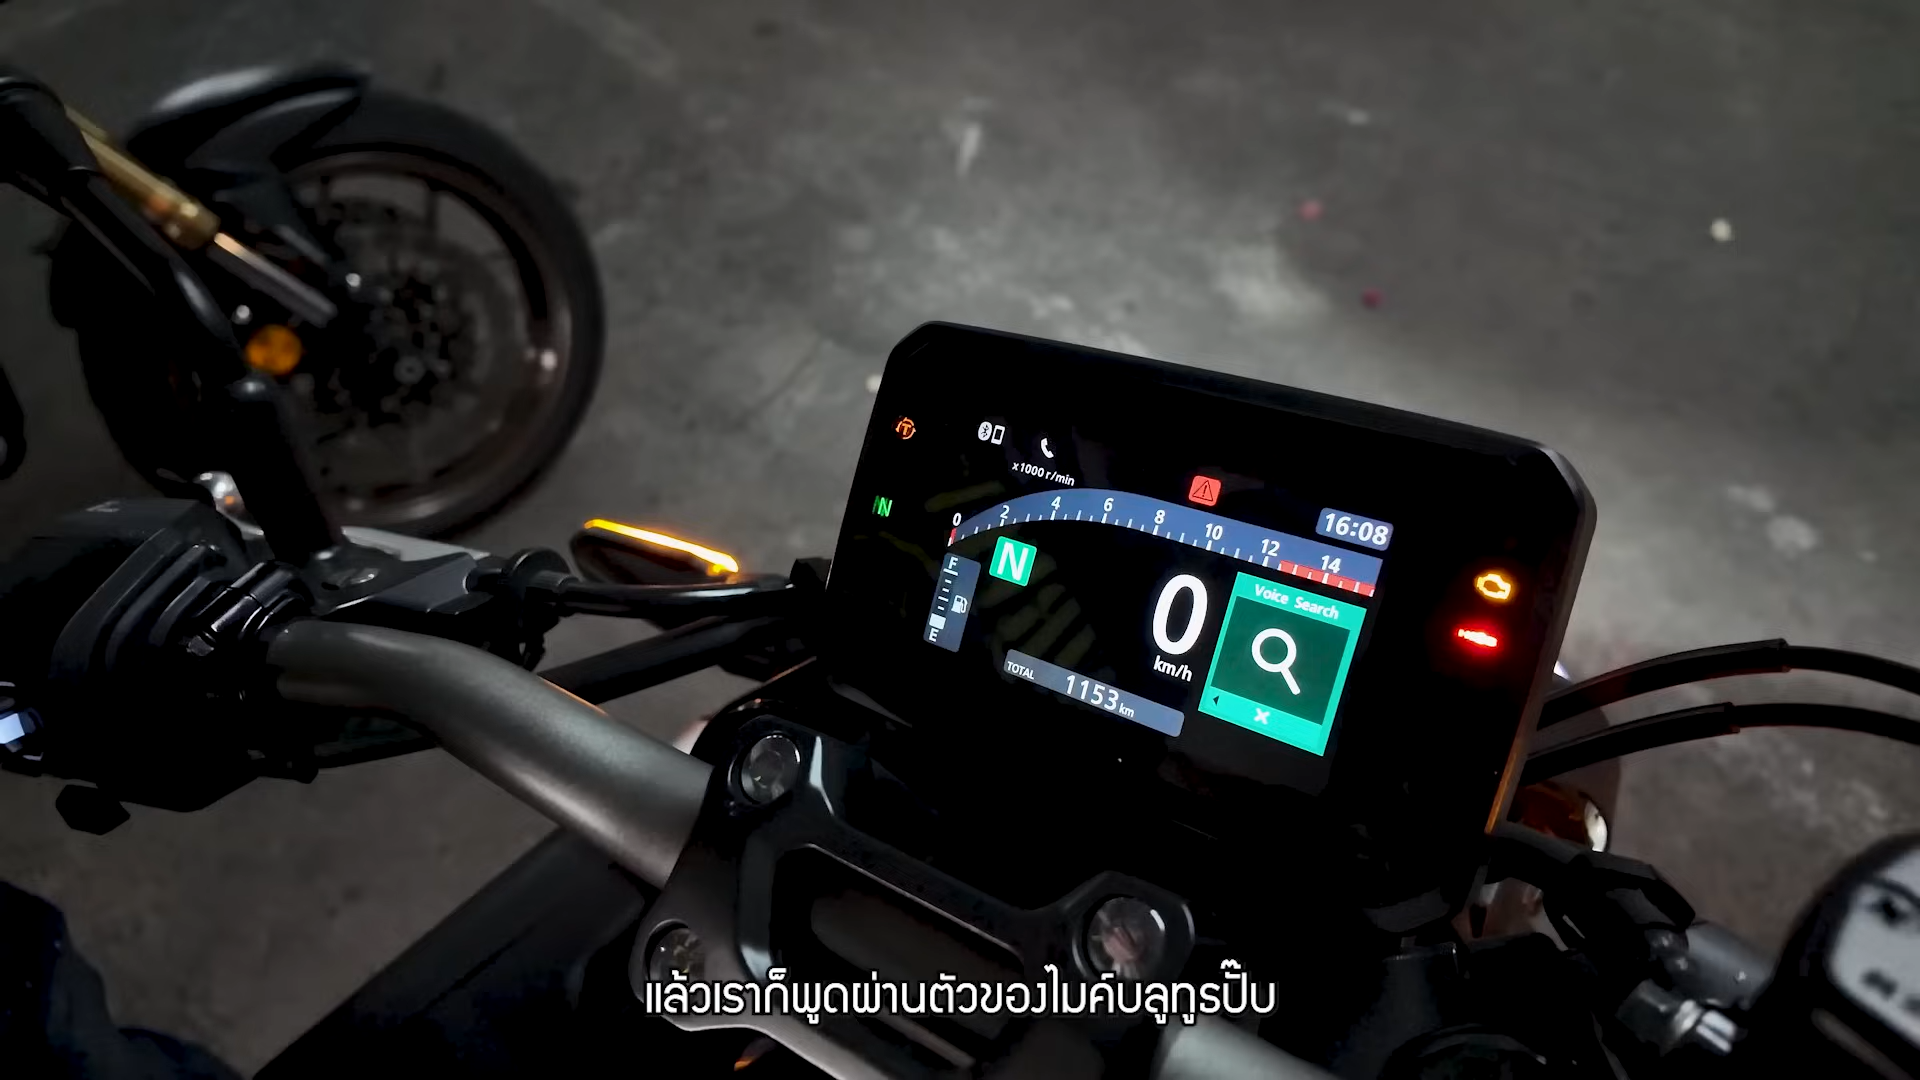 x1000 r/min
0 2 4 6 8 10 12 14
16:08
N
N
F
E
0
km/h
Voice Search
TOTAL 1153 km
แล้วเราก็พูดผ่านตัวของไมค์บลูทูธปั๊บ